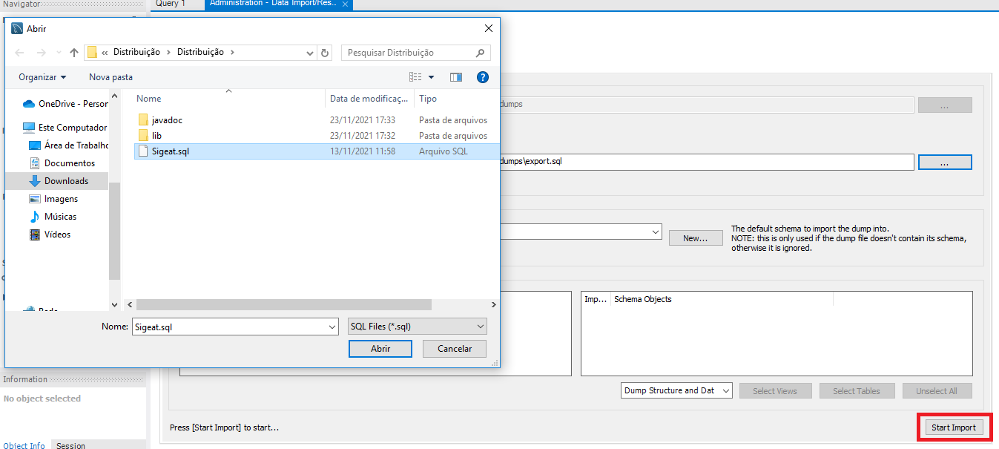 Navigator
Query 1
Administration - Data Import/Res...
Abrir
« Distribuição › Distribuição ›
Pesquisar Distribuição
Organizar
Nova pasta
Nome
Data de modificaç...
Tipo
OneDrive - Person
Este Computador
Área de Trabalho
Documentos
Downloads
Imagens
Músicas
Vídeos
Rede
javadoc
23/11/2021 17:33
Pasta de arquivos
lib
23/11/2021 17:32
Pasta de arquivos
Sigeat.sql
13/11/2021 11:58
Arquivo SQL
Nome:
Sigeat.sql
SQL Files (*.sql)
Abrir
Cancelar
dumps
...
dumps\export.sql
...
New...
The default schema to import the dump into.
NOTE: this is only used if the dump file doesn't contain its schema,
otherwise it is ignored.
Imp...
Schema Objects
Dump Structure and Dat
Select Views
Select Tables
Unselect All
Press [Start Import] to start...
Start Import
Information
No object selected
Object Info
Session